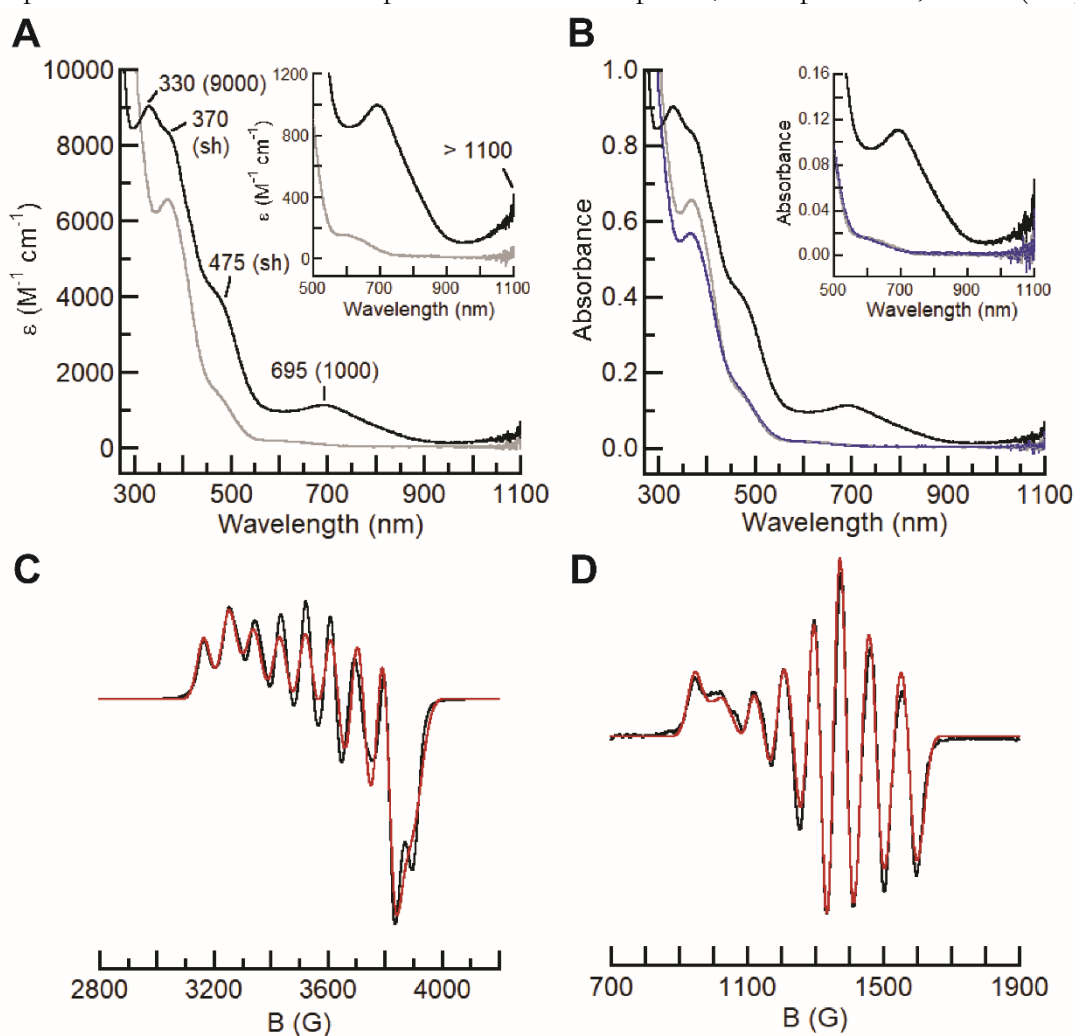 A
10000
8000
6000
4000
2000
0
ε (M-1 cm-1)
330 (9000)
370
(sh)
475 (sh)
695 (1000)
300 500 700 900 1100
Wavelength (nm)
1200
800
400
0
ε (M-1 cm-1)
> 1100
500 700 900 1100
Wavelength (nm)
B
1.0
0.8
0.6
0.4
0.2
0.0
Absorbance
300 500 700 900 1100
Wavelength (nm)
0.16
0.12
0.08
0.04
0.00
Absorbance
500 700 900 1100
Wavelength (nm)
C
2800 3200 3600 4000
B (G)
D
700 1100 1500 1900
B (G)